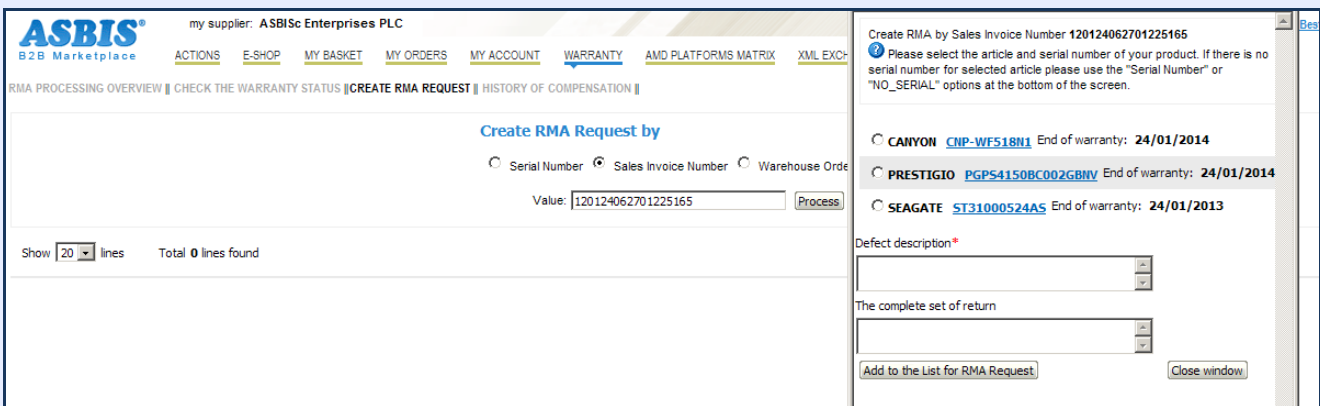 ASBIS®
B2B Marketplace
my supplier: ASBISc Enterprises PLC
ACTIONS E-SHOP MY BASKET MY ORDERS MY ACCOUNT WARRANTY AMD PLATFORMS MATRIX XML EXCH
RMA PROCESSING OVERVIEW || CHECK THE WARRANTY STATUS ||CREATE RMA REQUEST || HISTORY OF COMPENSATION ||
Create RMA Request by
Serial Number Sales Invoice Number Warehouse Orde
Value: 120124062701225165 Process
Show 20 lines Total 0 lines found
Create RMA by Sales Invoice Number 120124062701225165
? Please select the article and serial number of your product. If there is no
serial number for selected article please use the "Serial Number" or
"NO_SERIAL" options at the bottom of the screen.
CANYON CNP-WF518N1 End of warranty: 24/01/2014
PRESTIGIO PGPS4150BC002GBNV End of warranty: 24/01/2014
SEAGATE ST31000524AS End of warranty: 24/01/2013
Defect description*
The complete set of return
Add to the List for RMA Request Close window
Bes